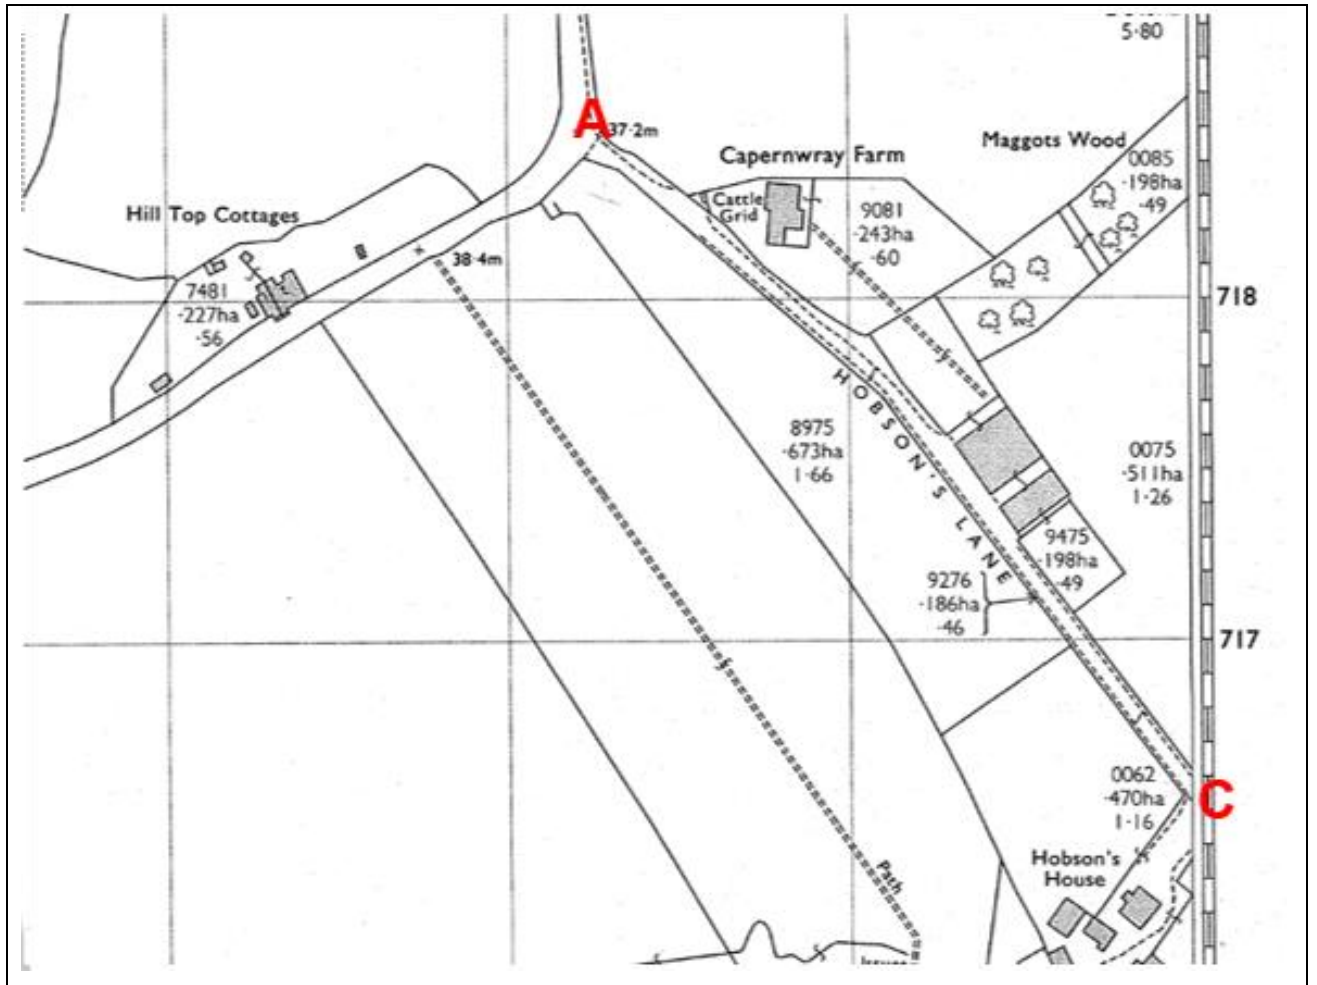 5·80
A
37·2m
Maggots Wood
Capernwray Farm
0085
·198ha
·49
Cattle
Grid
9081
·243ha
·60
Hill Top Cottages
38·4m
7481
·227ha
·56
718
HOBSON'S LANE
8975
·673ha
1·66
0075
·511ha
1·26
9475
·198ha
·49
9276
·186ha
·46
717
0062
·470ha
1·16
C
Hobson's
House
Path